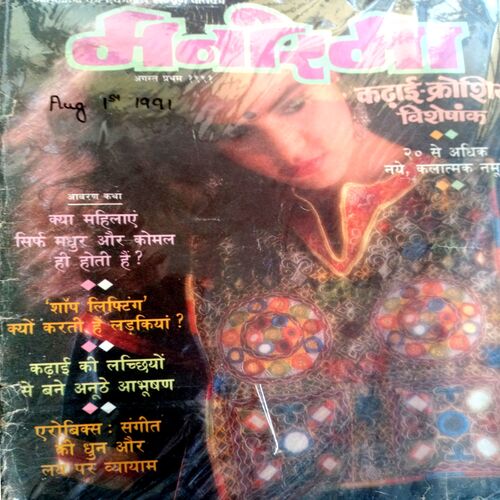 मनोरमा
अगस्त प्रथम १९९१
Aug 1ST 1991
कढ़ाई-क्रोशि
विशेषांक
२० से अधिक
नये, कलात्मक नमू
आवरण कथा
क्या महिलाएं
सिर्फ मधुर और कोमल
ही होती हैं ?
'शॉप लिफ्टिंग'
क्यों करती हैं लड़कियां ?
कढ़ाई की लच्छियों
से बने अनूठे आभूषण
एरोबिक्स : संगीत
की धुन और
लय पर व्यायाम